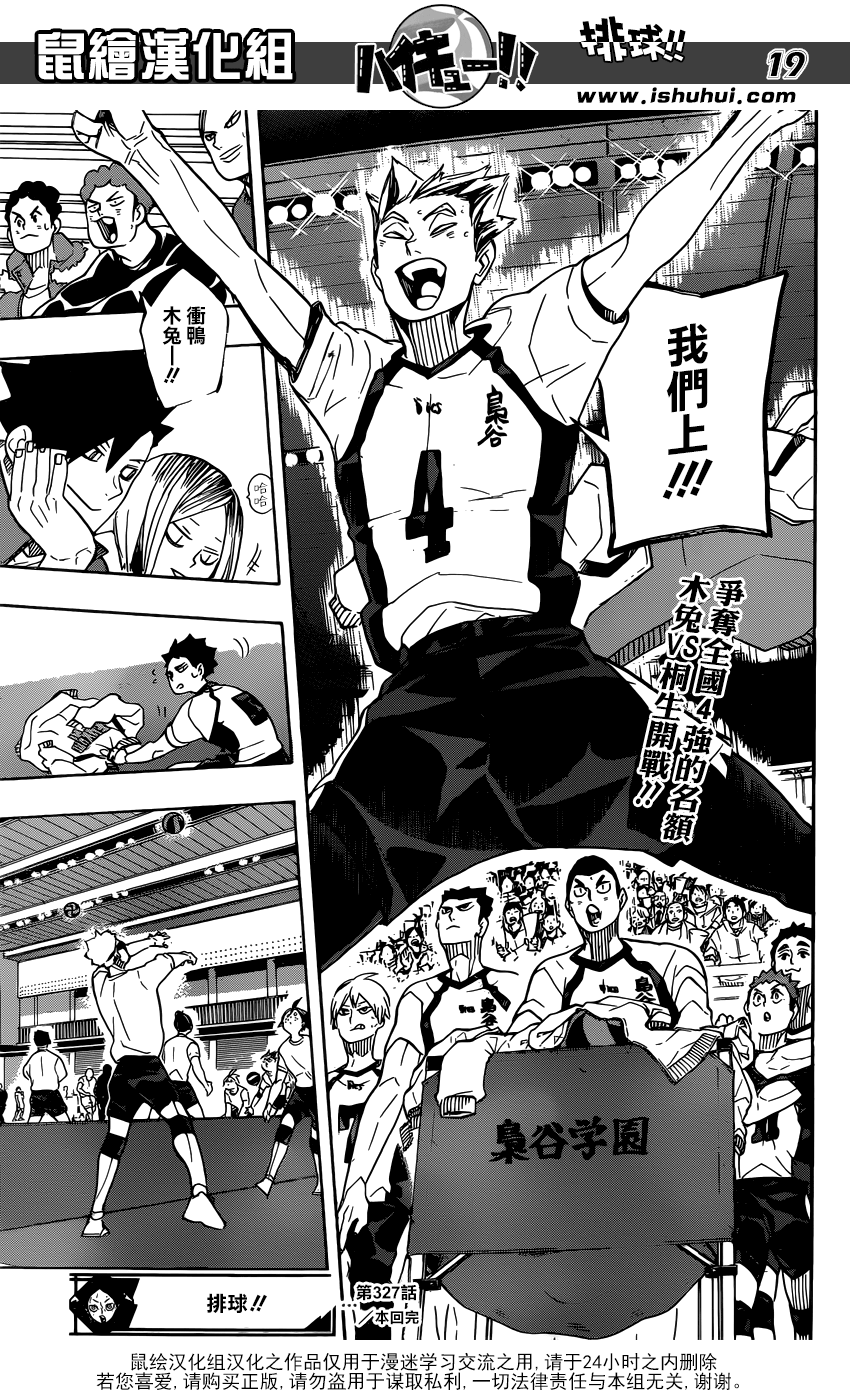 鼠繪漢化組
ハイキュー!!
排球!!
19
www.ishuhui.com
我們上!!!
梟谷
4
爭奪全國4強的名額
木兔VS桐生開戰!!
衝鴨
木兔—!!
哈哈
梟谷
梟谷
梟谷学園
排球!!
第327話
…／本回完
鼠绘汉化组汉化之作品仅用于漫迷学习交流之用,请于24小时之内删除
若您喜爱,请购买正版,请勿盗用于谋取私利,一切法律责任与本组无关,谢谢。